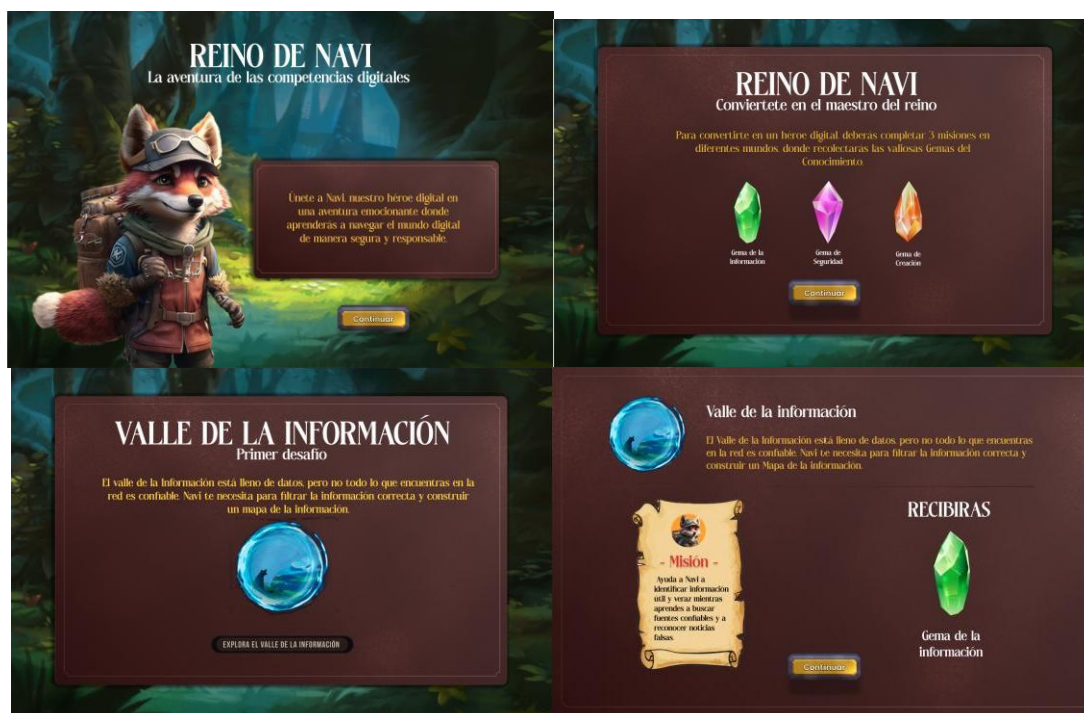 REINO DE NAVI
La aventura de las competencias digitales
Únete a Navi, nuestro héroe digital en
una aventura emocionante donde
aprenderás a navegar el mundo digital
de manera segura y responsable.
Continuar
REINO DE NAVI
Conviertete en el maestro del reino
Para convertirte en un heroe digital, deberas completar 3 misiones en
diferentes mundos, donde recolectarás las valiosas Gemas del
Conocimiento.
Gema de la
informacion
Gema de
Seguridad
Gema de
Creación
Continuar
VALLE DE LA INFORMACIÓN
Primer desafio
El valle de la Información está lleno de datos, pero no todo lo que encuentras en la
red es confiable. Navi te necesita para filtrar la información correcta y construir
un mapa de la información.
EXPLORA EL VALLE DE LA INFORMACIÓN
Valle de la información
El Valle de la Información está lleno de datos, pero no todo lo que encuentras
en la red es confiable. Navi te necesita para filtrar la información correcta y
construir un Mapa de la información.
- Misión -
Ayuda a Navi a
identificar información
útil y veraz mientras
aprendes a buscar
fuentes confiables y a
reconocer noticias
falsas.
RECIBIRAS
Gema de la
información
Continuar